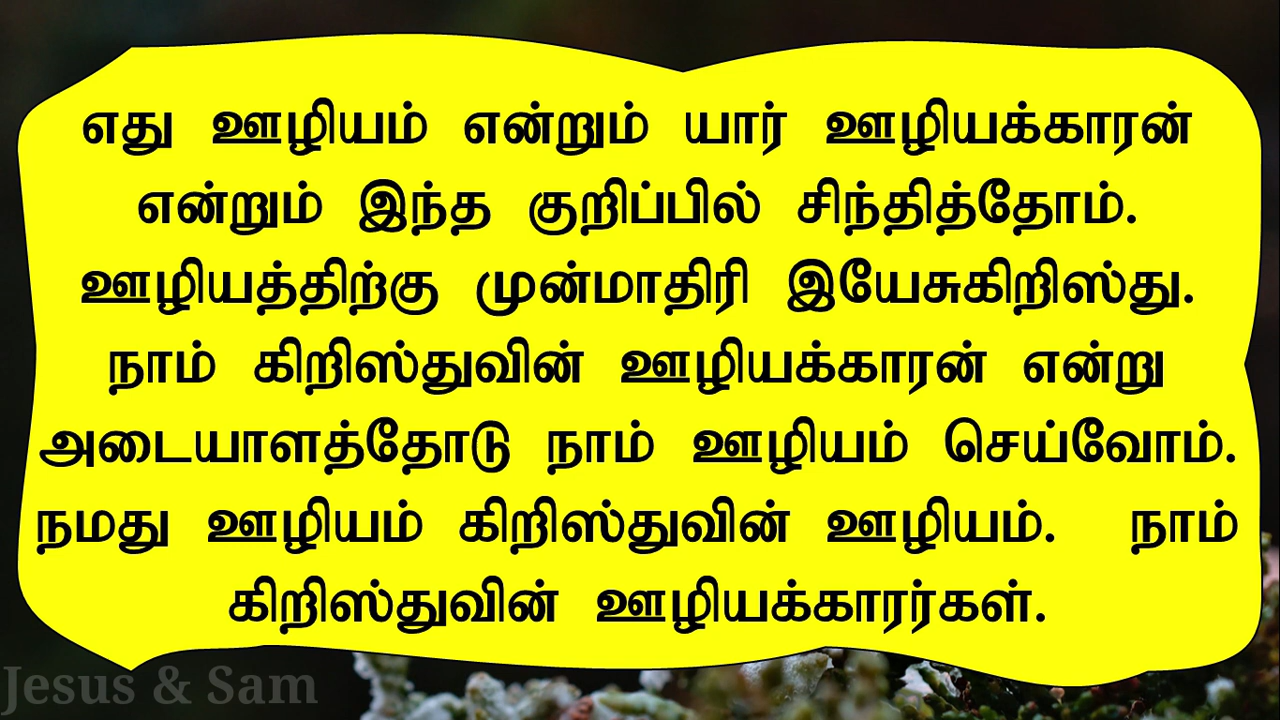 எது ஊழியம் என்றும் யார் ஊழியக்காரன்
என்றும் இந்த குறிப்பில் சிந்தித்தோம்.
ஊழியத்திற்கு முன்மாதிரி இயேசுகிறிஸ்து.
நாம் கிறிஸ்துவின் ஊழியக்காரன் என்று
அடையாளத்தோடு நாம் ஊழியம் செய்வோம்.
நமது ஊழியம் கிறிஸ்துவின் ஊழியம். நாம்
கிறிஸ்துவின் ஊழியக்காரர்கள்.
Jesus & Sam